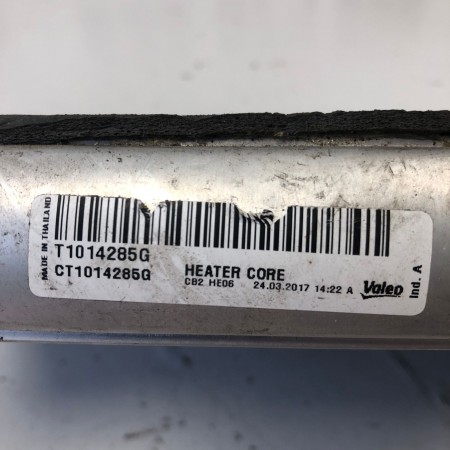 MADE IN THAILAND
T1014285G
CT1014285G
HEATER CORE
CB2 HE06 24.03.2017 14:22 A
Valeo
Ind. A